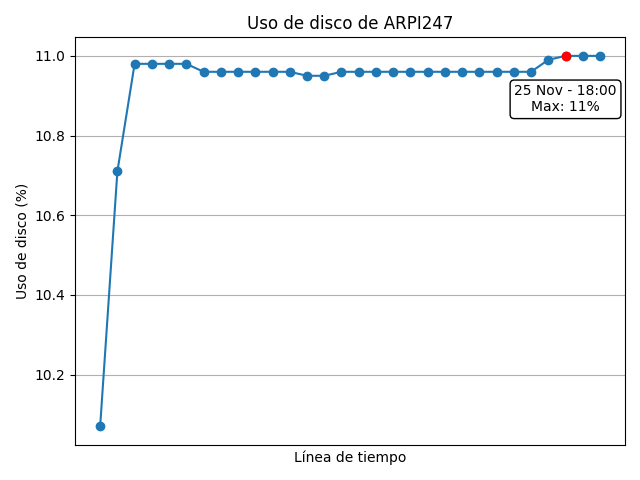 Uso de disco de ARPI247
11.0
10.8
10.6
10.4
10.2
Uso de disco (%)
25 Nov - 18:00
Max: 11%
Línea de tiempo